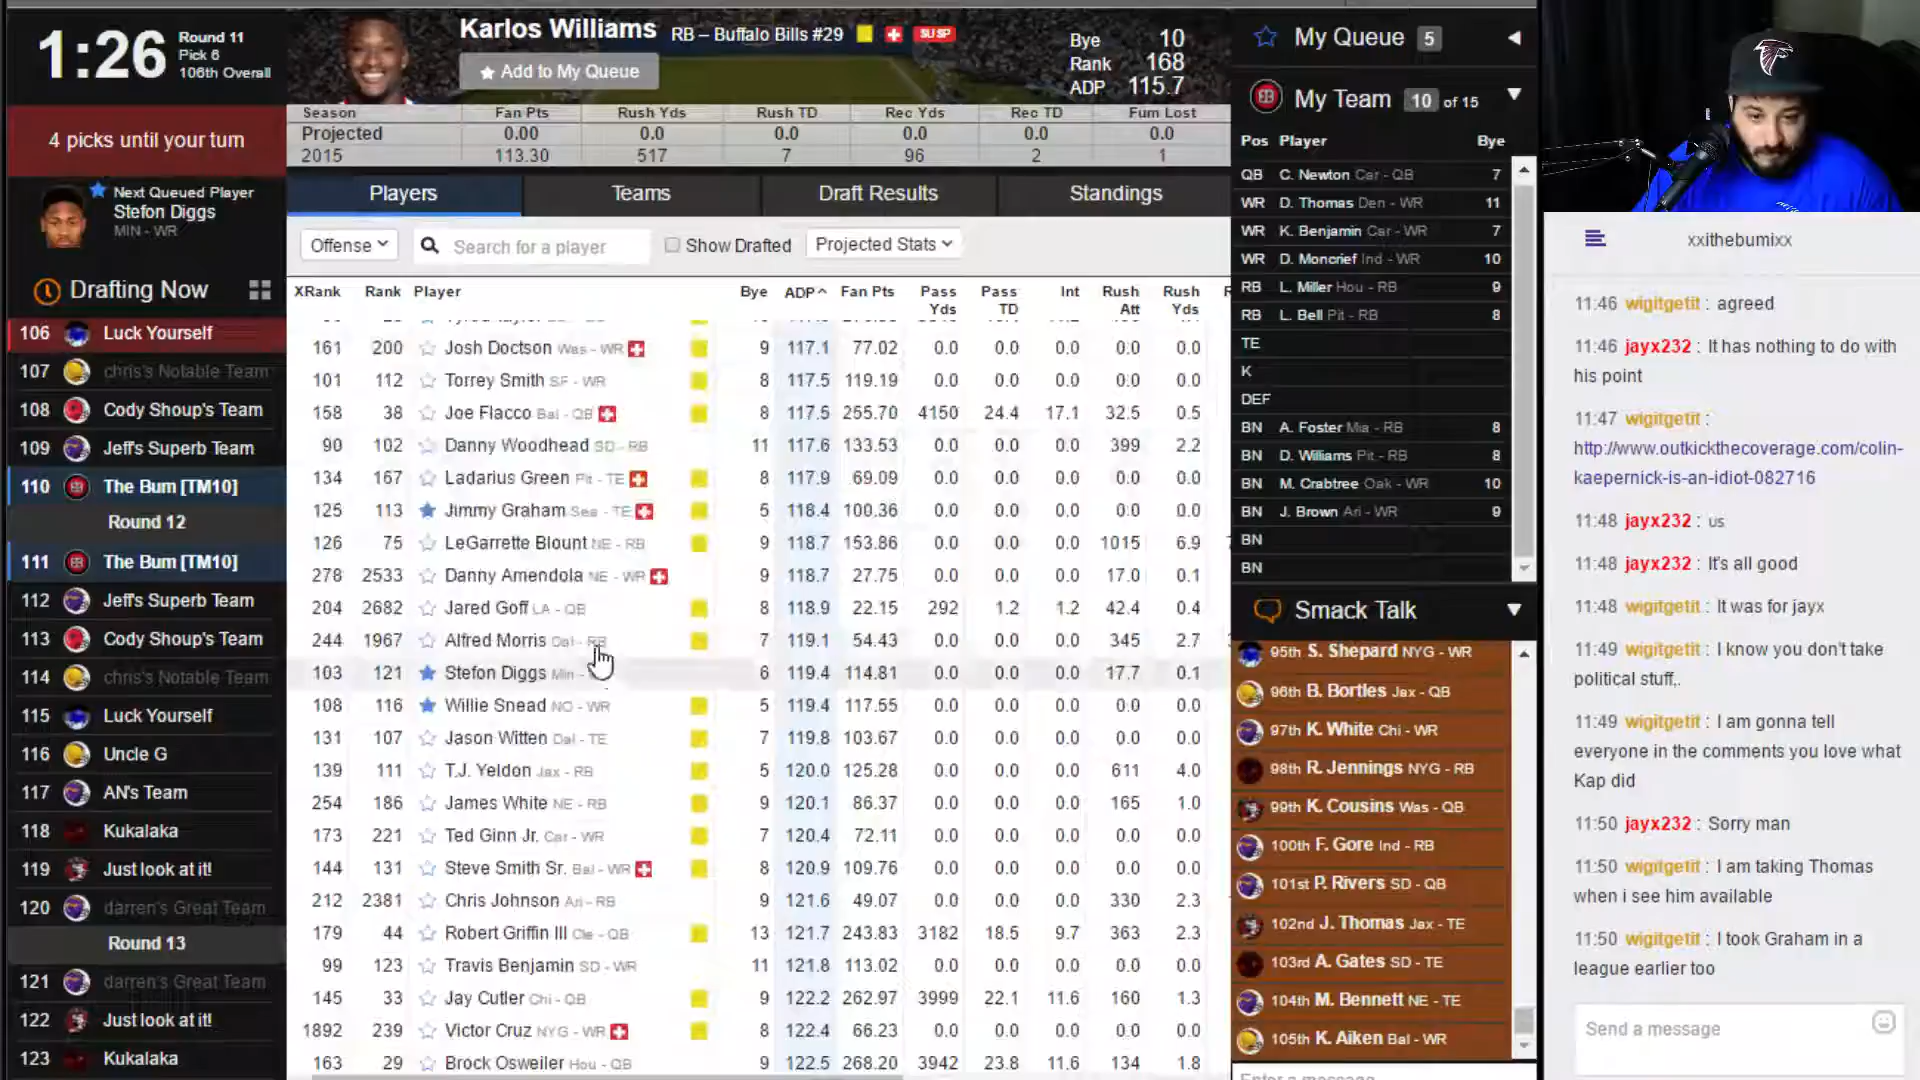 1:26
Round 11
Pick 6
106th Overall
4 picks until your turn
Next Queued Player
Stefon Diggs
MIN - WR
Drafting Now
106 Luck Yourself
107 chris's Notable Team
108 Cody Shoup's Team
109 Jeff's Superb Team
110 The Bum [TM10]
Round 12
111 The Bum [TM10]
112 Jeff's Superb Team
113 Cody Shoup's Team
114 chris's Notable Team
115 Luck Yourself
116 Uncle G
117 AN's Team
118 Kukalaka
119 Just look at it!
120 darren's Great Team
Round 13
121 darren's Great Team
122 Just look at it!
123 Kukalaka
Karlos Williams RB – Buffalo Bills #29 SUSP
Add to My Queue
Bye 10
Rank 168
ADP 115.7
Season Fan Pts Rush Yds Rush TD Rec Yds Rec TD Fum Lost
Projected 0.00 0.0 0.0 0.0 0.0 0.0
2015 113.30 517 7 96 2 1
Players Teams Draft Results Standings
Offense Search for a player Show Drafted Projected Stats
XRank Rank Player Bye ADP Fan Pts Pass Yds Pass TD Int Rush Att Rush Yds
161 200 Josh Doctson Was - WR 9 117.1 77.02 0.0 0.0 0.0 0.0 0.0
101 112 Torrey Smith SF - WR 8 117.5 119.19 0.0 0.0 0.0 0.0 0.0
158 38 Joe Flacco Bal - QB 8 117.5 255.70 4150 24.4 17.1 32.5 0.5
90 102 Danny Woodhead SD - RB 11 117.6 133.53 0.0 0.0 0.0 399 2.2
134 167 Ladarius Green Pit - TE 8 117.9 69.09 0.0 0.0 0.0 0.0 0.0
125 113 Jimmy Graham Sea - TE 5 118.4 100.36 0.0 0.0 0.0 0.0 0.0
126 75 LeGarrette Blount NE - RB 9 118.7 153.86 0.0 0.0 0.0 1015 6.9
278 2533 Danny Amendola NE - WR 9 118.7 27.75 0.0 0.0 0.0 17.0 0.1
204 2682 Jared Goff LA - QB 8 118.9 22.15 292 1.2 1.2 42.4 0.4
244 1967 Alfred Morris Dal - RB 7 119.1 54.43 0.0 0.0 0.0 345 2.7
103 121 Stefon Diggs Min - 6 119.4 114.81 0.0 0.0 0.0 17.7 0.1
108 116 Willie Snead NO - WR 5 119.4 117.55 0.0 0.0 0.0 0.0 0.0
131 107 Jason Witten Dal - TE 7 119.8 103.67 0.0 0.0 0.0 0.0 0.0
139 111 T.J. Yeldon Jax - RB 5 120.0 125.28 0.0 0.0 0.0 611 4.0
254 186 James White NE - RB 9 120.1 86.37 0.0 0.0 0.0 165 1.0
173 221 Ted Ginn Jr. Car - WR 7 120.4 72.11 0.0 0.0 0.0 0.0 0.0
144 131 Steve Smith Sr. Bal - WR 8 120.9 109.76 0.0 0.0 0.0 0.0 0.0
212 2381 Chris Johnson Ari - RB 9 121.6 49.07 0.0 0.0 0.0 330 2.3
179 44 Robert Griffin III Cle - QB 13 121.7 243.83 3182 18.5 9.7 363 2.3
99 123 Travis Benjamin SD - WR 11 121.8 113.02 0.0 0.0 0.0 0.0 0.0
145 33 Jay Cutler Chi - QB 9 122.2 262.97 3999 22.1 11.6 160 1.3
1892 239 Victor Cruz NYG - WR 8 122.4 66.23 0.0 0.0 0.0 0.0 0.0
163 29 Brock Osweiler Hou - QB 9 122.5 268.20 3942 23.8 11.6 134 1.8
My Queue 5
My Team 10 of 15
Pos Player Bye
QB C. Newton Car - QB 7
WR D. Thomas Den - WR 11
WR K. Benjamin Car - WR 7
WR D. Moncrief Ind - WR 10
RB L. Miller Hou - RB 9
RB L. Bell Pit - RB 8
TE
K
DEF
BN A. Foster Mia - RB 8
BN D. Williams Pit - RB 8
BN M. Crabtree Oak - WR 10
BN J. Brown Ari - WR 9
BN
BN
Smack Talk
95th S. Shepard NYG - WR
96th B. Bortles Jax - QB
97th K. White Chi - WR
98th R. Jennings NYG - RB
99th K. Cousins Was - QB
100th F. Gore Ind - RB
101st P. Rivers SD - QB
102nd J. Thomas Jax - TE
103rd A. Gates SD - TE
104th M. Bennett NE - TE
105th K. Aiken Bal - WR
Enter a message
xxithebumixx
11:46 wigitgetit : agreed
11:46 jayx232 : It has nothing to do with
his point
11:47 wigitgetit :
http://www.outkickthecoverage.com/colin-
kaepernick-is-an-idiot-082716
11:48 jayx232 : us
11:48 jayx232 : It's all good
11:48 wigitgetit : It was for jayx
11:49 wigitgetit : I know you don't take
political stuff,.
11:49 wigitgetit : I am gonna tell
everyone in the comments you love what
Kap did
11:50 jayx232 : Sorry man
11:50 wigitgetit : I am taking Thomas
when i see him available
11:50 wigitgetit : I took Graham in a
league earlier too
Send a message